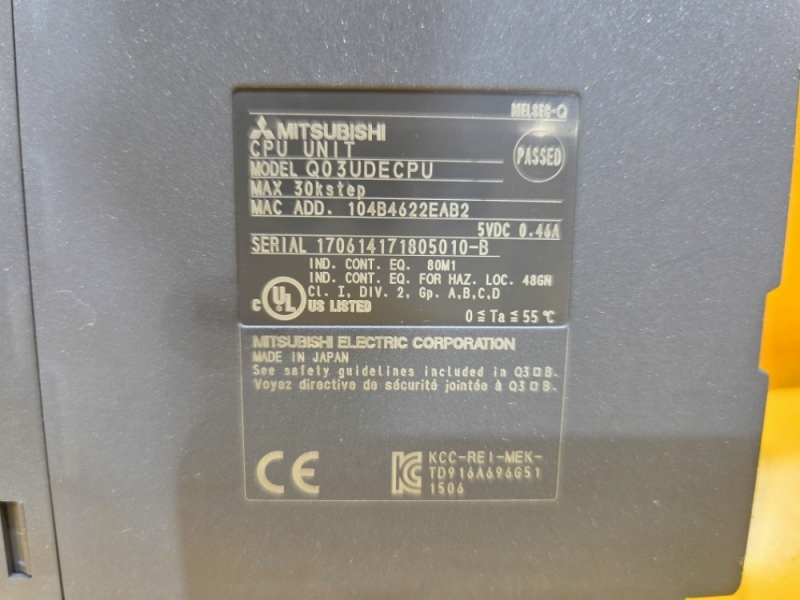 MELSEC-Q
MITSUBISHI
CPU UNIT
PASSED
MODEL Q03UDECPU
MAX 30kstep
MAC ADD. 104B4622EAB2
5VDC 0.46A
SERIAL 170614171805010-B
IND. CONT. EQ. 80M1
IND. CONT. EQ. FOR HAZ. LOC. 48GN
Cl. I, DIV. 2, Gp. A,B,C,D
C UL US LISTED
0≦Ta≦55℃
MITSUBISHI ELECTRIC CORPORATION
MADE IN JAPAN
See safety guidelines included in Q3□B.
Voyez directive de sécurité jointée à Q3□B.
CE
KCC-REI-MEK-
TD916A696G51
1506